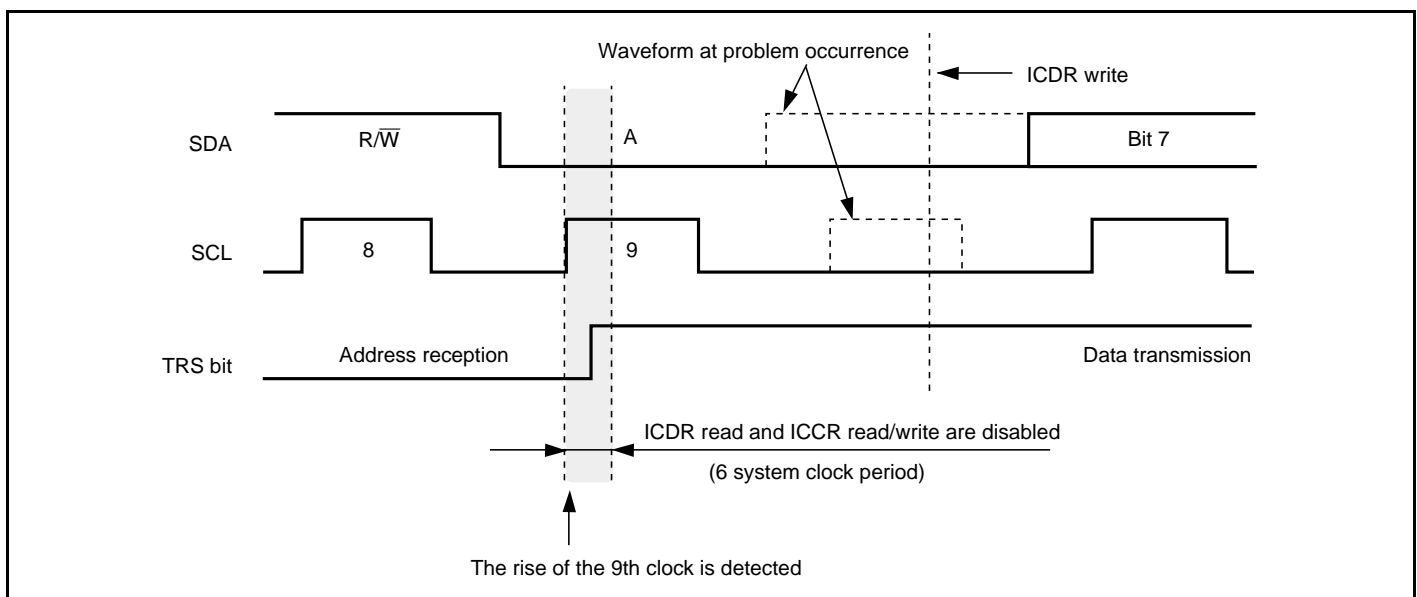 Waveform at problem occurrence
ICDR write
SDA
R/W̅
A
Bit 7
SCL
8
9
TRS bit
Address reception
Data transmission
ICDR read and ICCR read/write are disabled
(6 system clock period)
The rise of the 9th clock is detected